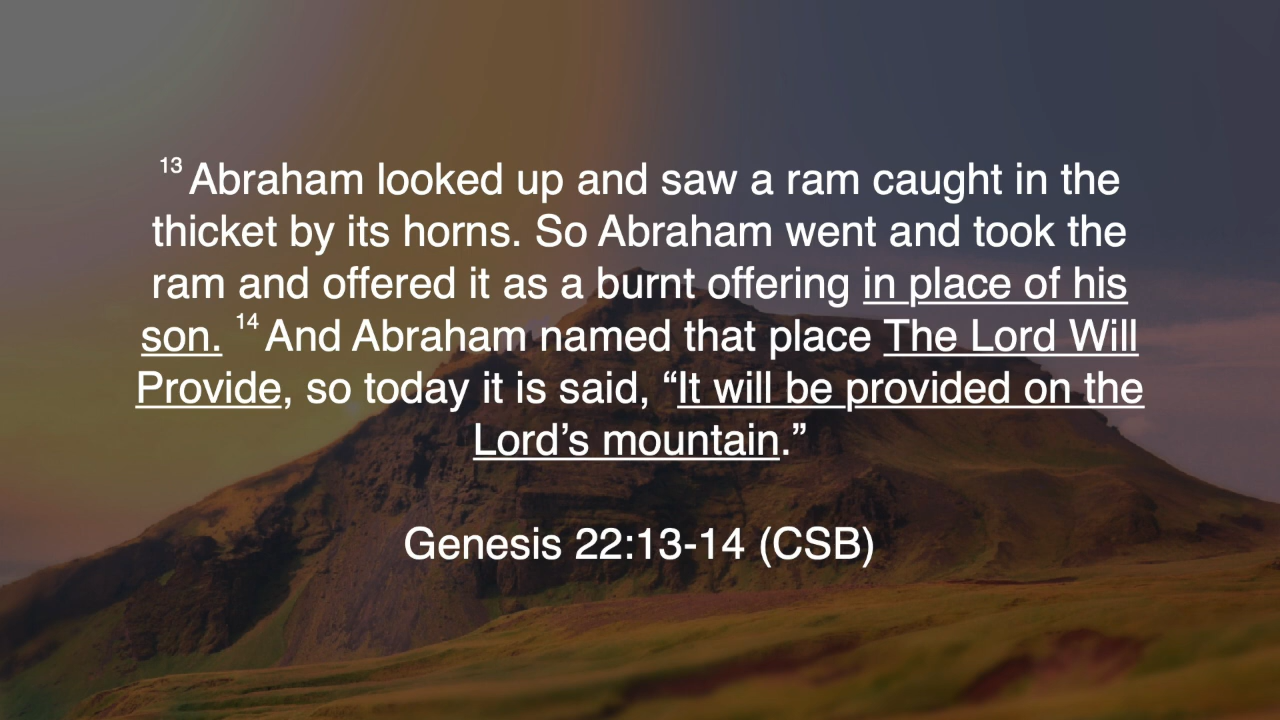 13 Abraham looked up and saw a ram caught in the
thicket by its horns. So Abraham went and took the
ram and offered it as a burnt offering in place of his
son. 14 And Abraham named that place The Lord Will
Provide, so today it is said, “It will be provided on the
Lord’s mountain.”
Genesis 22:13-14 (CSB)